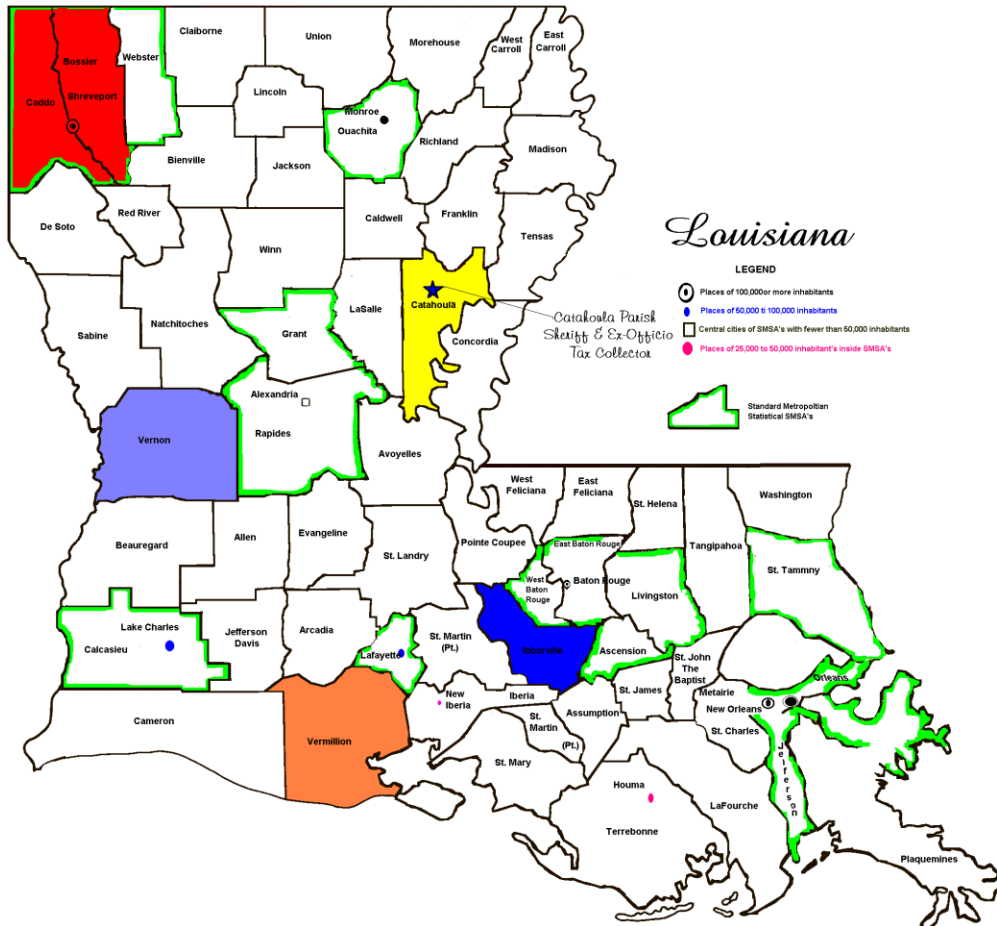 Claiborne
Union
Morehouse
West
Carroll
East
Carroll
Bossier
Webster
Caddo
Shreveport
Lincoln
Monroe
Ouachita
Richland
Madison
Bienville
Jackson
De Soto
Red River
Caldwell
Franklin
Tensas
Winn
Natchitoches
Sabine
Grant
LaSalle
Catahoula
Concordia
Catahoula Parish
Sheriff & Ex-Officio
Tax Collector
Louisiana
LEGEND
Places of 100,000or more inhabitants
Places of 50,000 ti 100,000 inhabitants
Central cities of SMSA's with fewer than 50,000 inhabitants
Places of 25,000 to 50,000 inhabitant's inside SMSA's
Standard Metropoltian
Statistical SMSA's
Alexandria
Rapides
Vernon
Avoyelles
West
Feliciana
East
Feliciana
St. Helena
Washington
Beauregard
Allen
Evangeline
St. Landry
Pointe Coupee
East Baton Rouge
Tangipahoa
St. Tammny
West
Baton
Rouge
Baton Rouge
Livingston
Lake Charles
Calcasieu
Jefferson
Davis
Arcadia
Lafayette
St. Martin
(Pt.)
Iberville
Ascension
St. John
The
Baptist
Orleans
Cameron
Vermillion
New
Iberia
Iberia
St.
Martin
(Pt.)
Assumption
St. James
Metairie
New Orleans
St. Charles
Jefferson
St. Mary
Houma
Terrebonne
LaFourche
Plaquemines